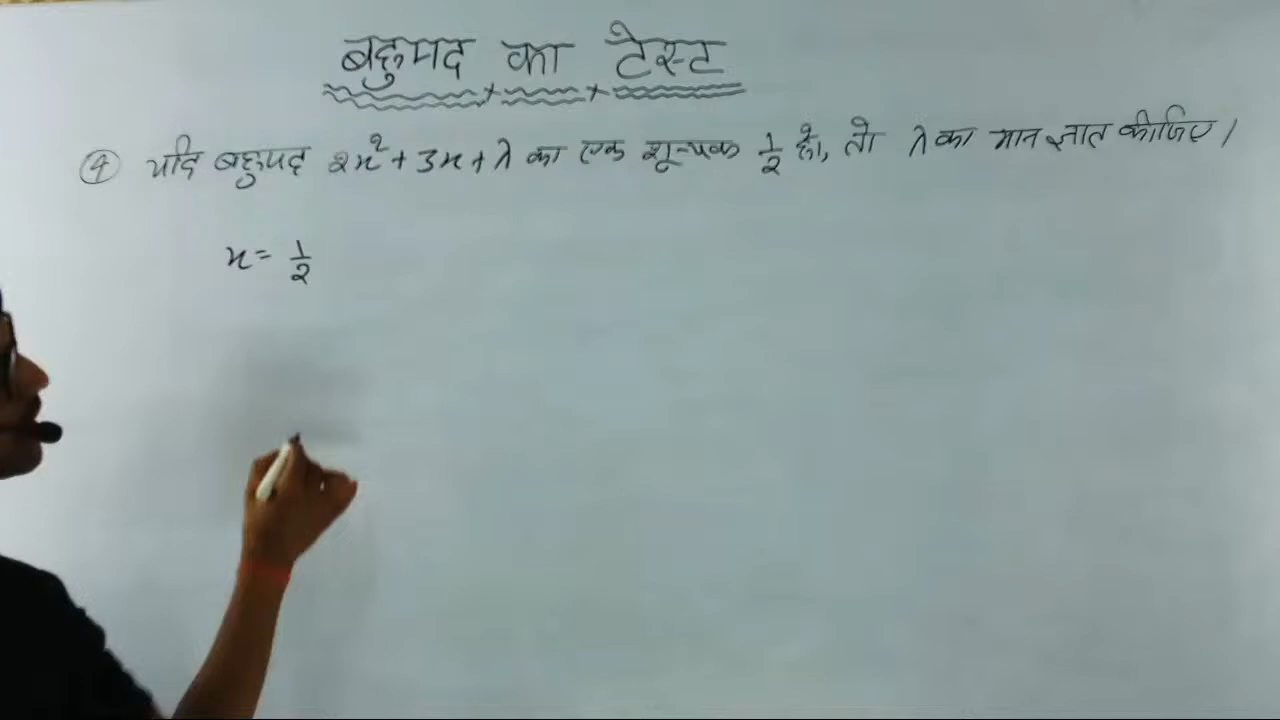 बहुपद का टेस्ट
④ यदि बहुपद 2x² + 3x + λ का एक शून्यक 1/2 है, तो λ का मान ज्ञात कीजिए।
x = 1/2